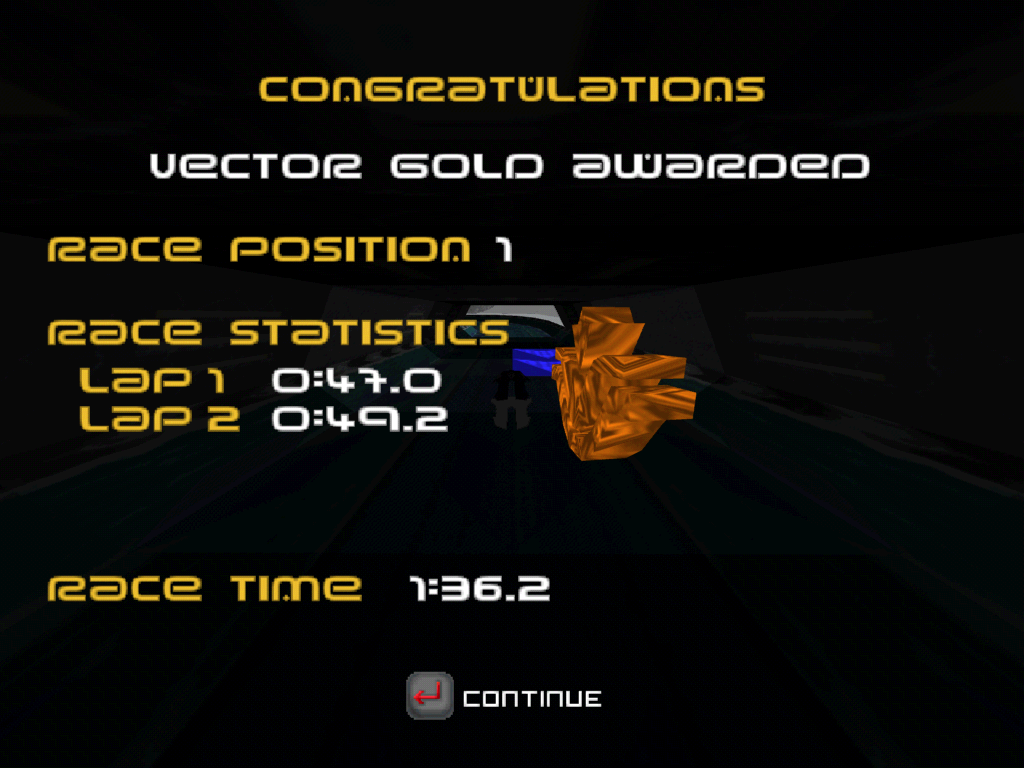 CONGRATULATIONS
VECTOR GOLD AWARDED
RACE POSITION 1
RACE STATISTICS
LAP 1 0:47.0
LAP 2 0:49.2
RACE TIME 1:36.2
CONTINUE